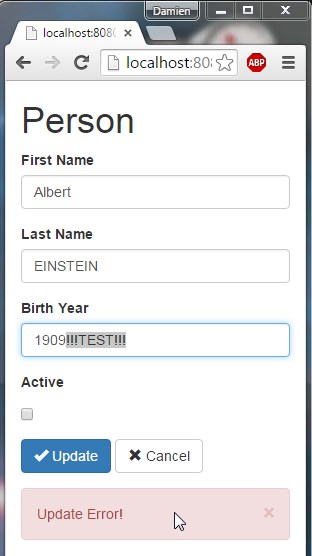 Damien
localhost:808
localhost:808
ABP
Person
First Name
Albert
Last Name
EINSTEIN
Birth Year
1909!!!TEST!!!
Active
Update
Cancel
Update Error!